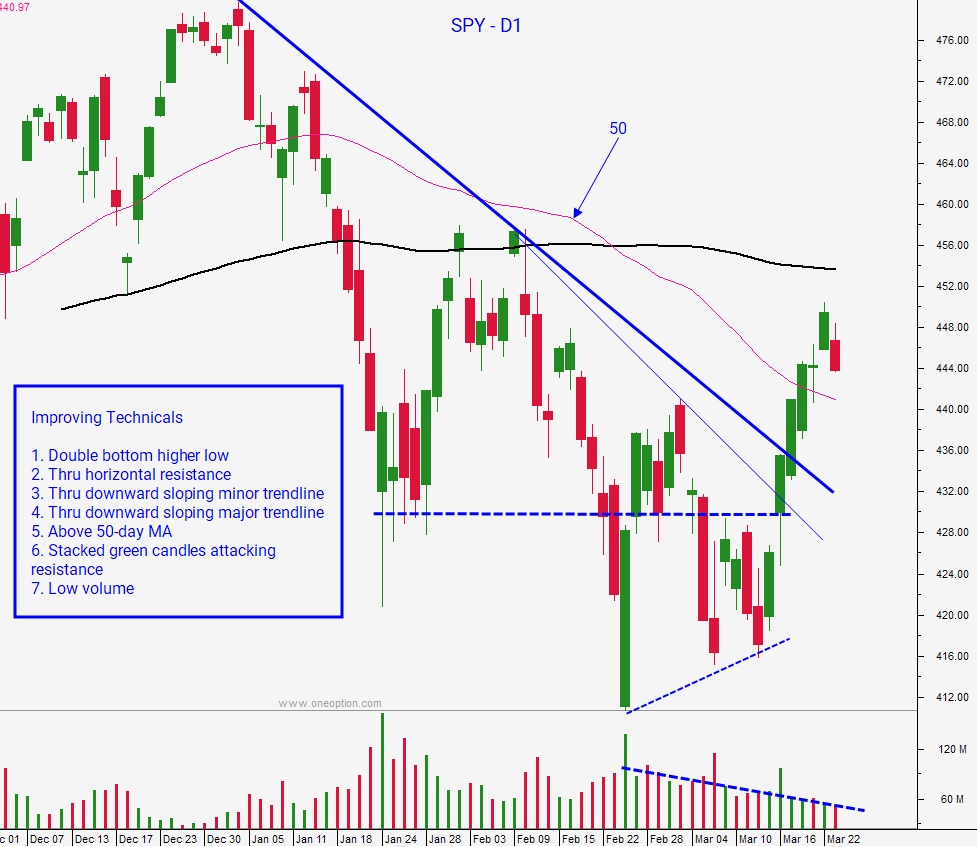 440.97
SPY - D1
476.00
472.00
468.00
50
464.00
460.00
456.00
452.00
448.00
444.00
440.00
436.00
432.00
428.00
424.00
420.00
416.00
412.00
Improving Technicals
1. Double bottom higher low
2. Thru horizontal resistance
3. Thru downward sloping minor trendline
4. Thru downward sloping major trendline
5. Above 50-day MA
6. Stacked green candles attacking
resistance
7. Low volume
www.oneoption.com
120 M
60 M
c 01 Dec 07 Dec 13 Dec 17 Dec 23 Dec 30 Jan 05 Jan 11 Jan 18 Jan 24 Jan 28 Feb 03 Feb 09 Feb 15 Feb 22 Feb 28 Mar 04 Mar 10 Mar 16 Mar 22